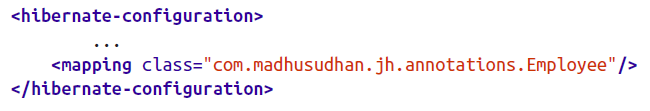 <hibernate-configuration>
...
<mapping class="com.madhusudhan.jh.annotations.Employee"/>
</hibernate-configuration>